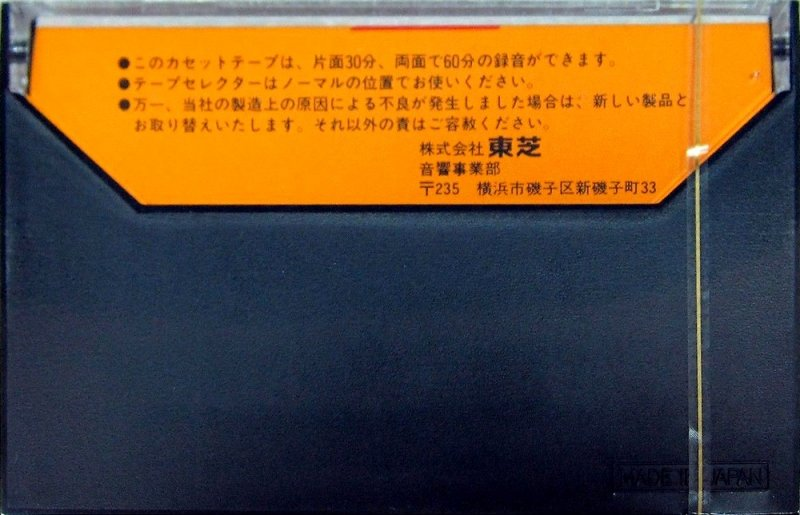 ●このカセットテープは、片面30分、両面で60分の録音ができます。
●テープセレクターはノーマルの位置でお使いください。
●万一、当社の製造上の原因による不良が発生しました場合は、新しい製品と
お取り替えいたします。それ以外の責はご容赦ください。
株式会社 東芝
音響事業部
〒235 横浜市磯子区新磯子町33
MADE IN JAPAN